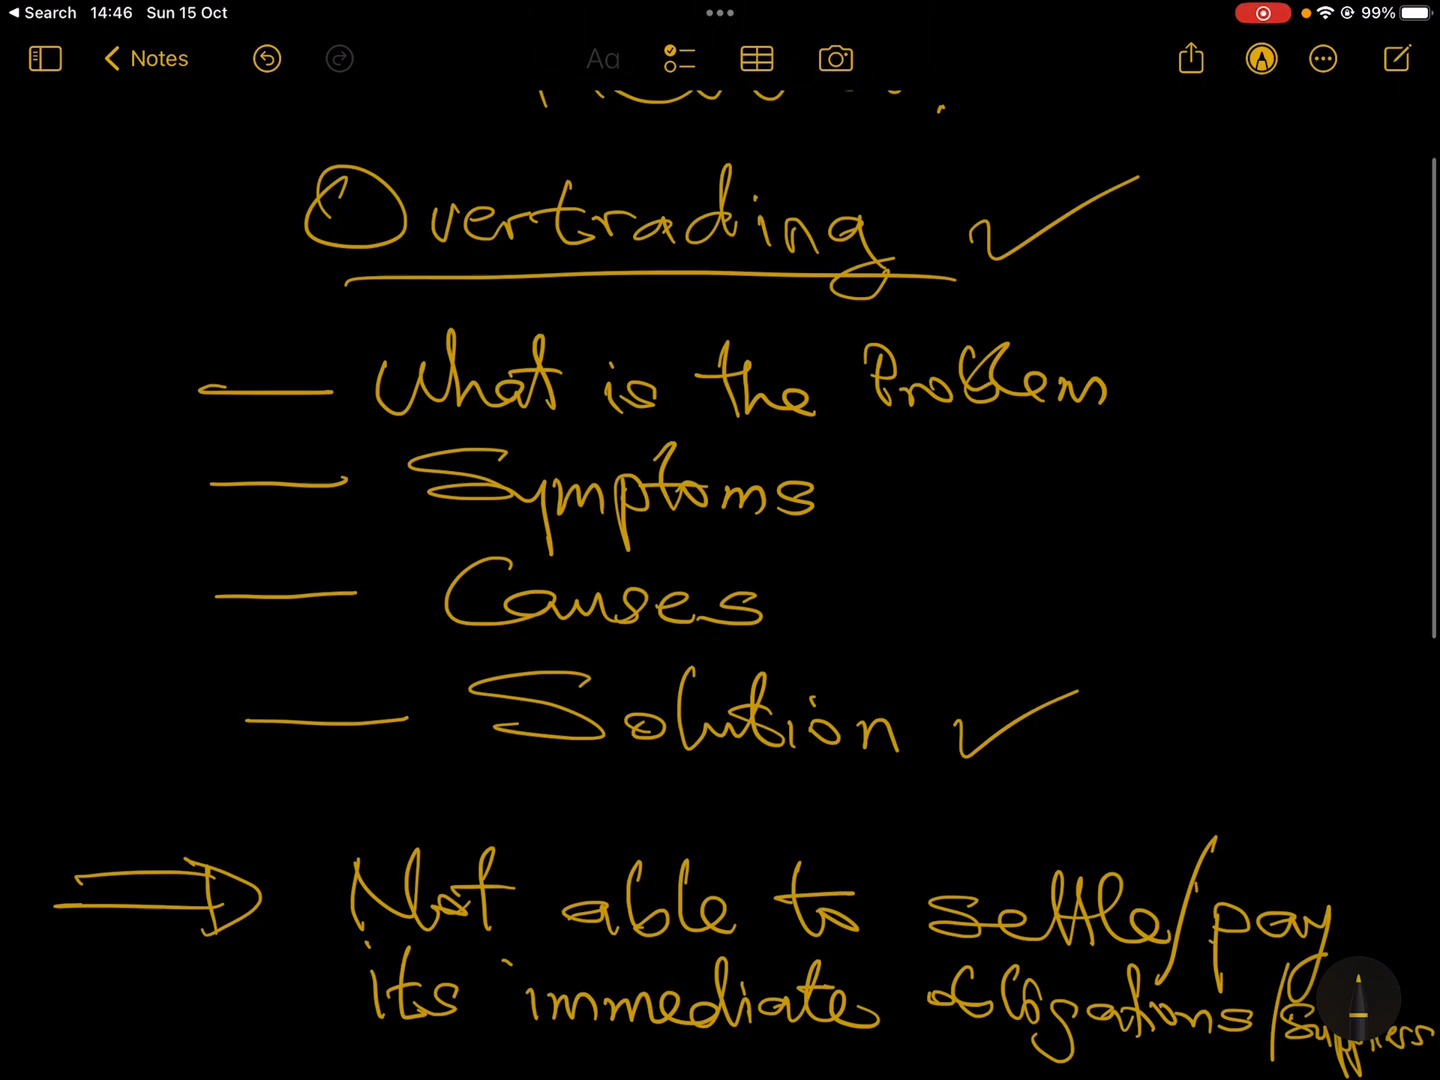 Search 14:46 Sun 15 Oct 99%
Notes Aa
Overtrading ✓
— What is the Problem
— Symptoms
— Causes
— Solution ✓
⇒ Not able to settle/pay
its immediate obligations/suppliers